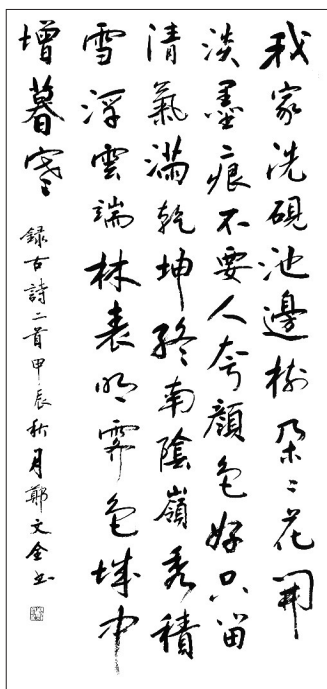 我家洗硯池邊樹朵〻花開
淡墨痕不要人夸顏色好只留
清氣滿乾坤終南陰嶺秀積
雪浮雲端林表明霽色城中
增暮寒
録古詩二首甲辰秋月鄭文全书